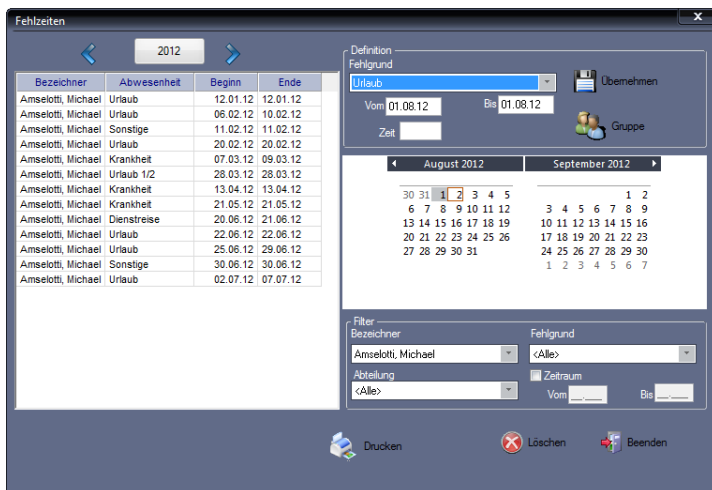 Fehlzeiten
x
2012
Bezeichner Abwesenheit Beginn Ende
Amselotti, Michael Urlaub 12.01.12 12.01.12
Amselotti, Michael Urlaub 06.02.12 10.02.12
Amselotti, Michael Sonstige 11.02.12 11.02.12
Amselotti, Michael Urlaub 20.02.12 20.02.12
Amselotti, Michael Krankheit 07.03.12 09.03.12
Amselotti, Michael Urlaub 1/2 28.03.12 28.03.12
Amselotti, Michael Krankheit 13.04.12 13.04.12
Amselotti, Michael Krankheit 21.05.12 21.05.12
Amselotti, Michael Dienstreise 20.06.12 21.06.12
Amselotti, Michael Urlaub 22.06.12 22.06.12
Amselotti, Michael Urlaub 25.06.12 29.06.12
Amselotti, Michael Sonstige 30.06.12 30.06.12
Amselotti, Michael Urlaub 02.07.12 07.07.12
Definition
Fehlgrund
Urlaub
Übernehmen
Vom 01.08.12 Bis 01.08.12
Zeit
Gruppe
August 2012 September 2012
30 31 1 2 3 4 5 1 2
6 7 8 9 10 11 12 3 4 5 6 7 8 9
13 14 15 16 17 18 19 10 11 12 13 14 15 16
20 21 22 23 24 25 26 17 18 19 20 21 22 23
27 28 29 30 31 24 25 26 27 28 29 30
1 2 3 4 5 6 7
Filter
Bezeichner Fehlgrund
Amselotti, Michael <Alle>
Abteilung Zeitraum
<Alle> Vom __.___ Bis __.___
Drucken Löschen Beenden